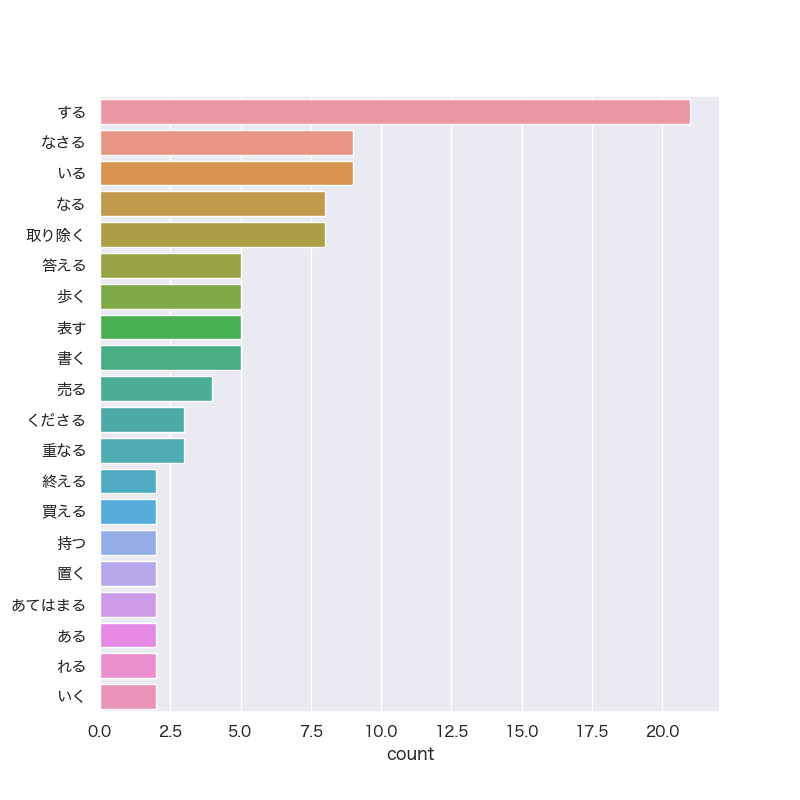 する
なさる
いる
なる
取り除く
答える
歩く
表す
書く
売る
くださる
重なる
終える
買える
持つ
置く
あてはまる
ある
れる
いく
0.0 2.5 5.0 7.5 10.0 12.5 15.0 17.5 20.0
count